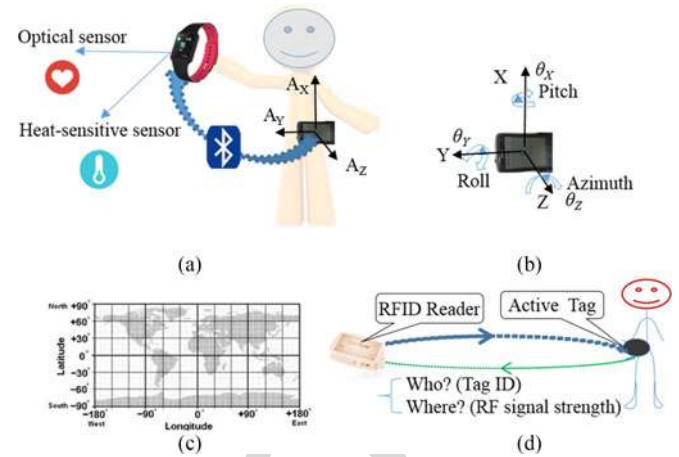 Optical sensor
Heat-sensitive sensor
A_X
A_Y
A_Z
(a)
X
θ_X
Pitch
θ_Y
Y
Roll
Azimuth
Z
θ_Z
(b)
North +90°
+60°
+30°
0°
−30
−60
South −90°
Latitude
−180° −90° 0° +90° +180°
West East
Longitude
(c)
RFID Reader
Active Tag
Who? (Tag ID)
Where? (RF signal strength)
(d)